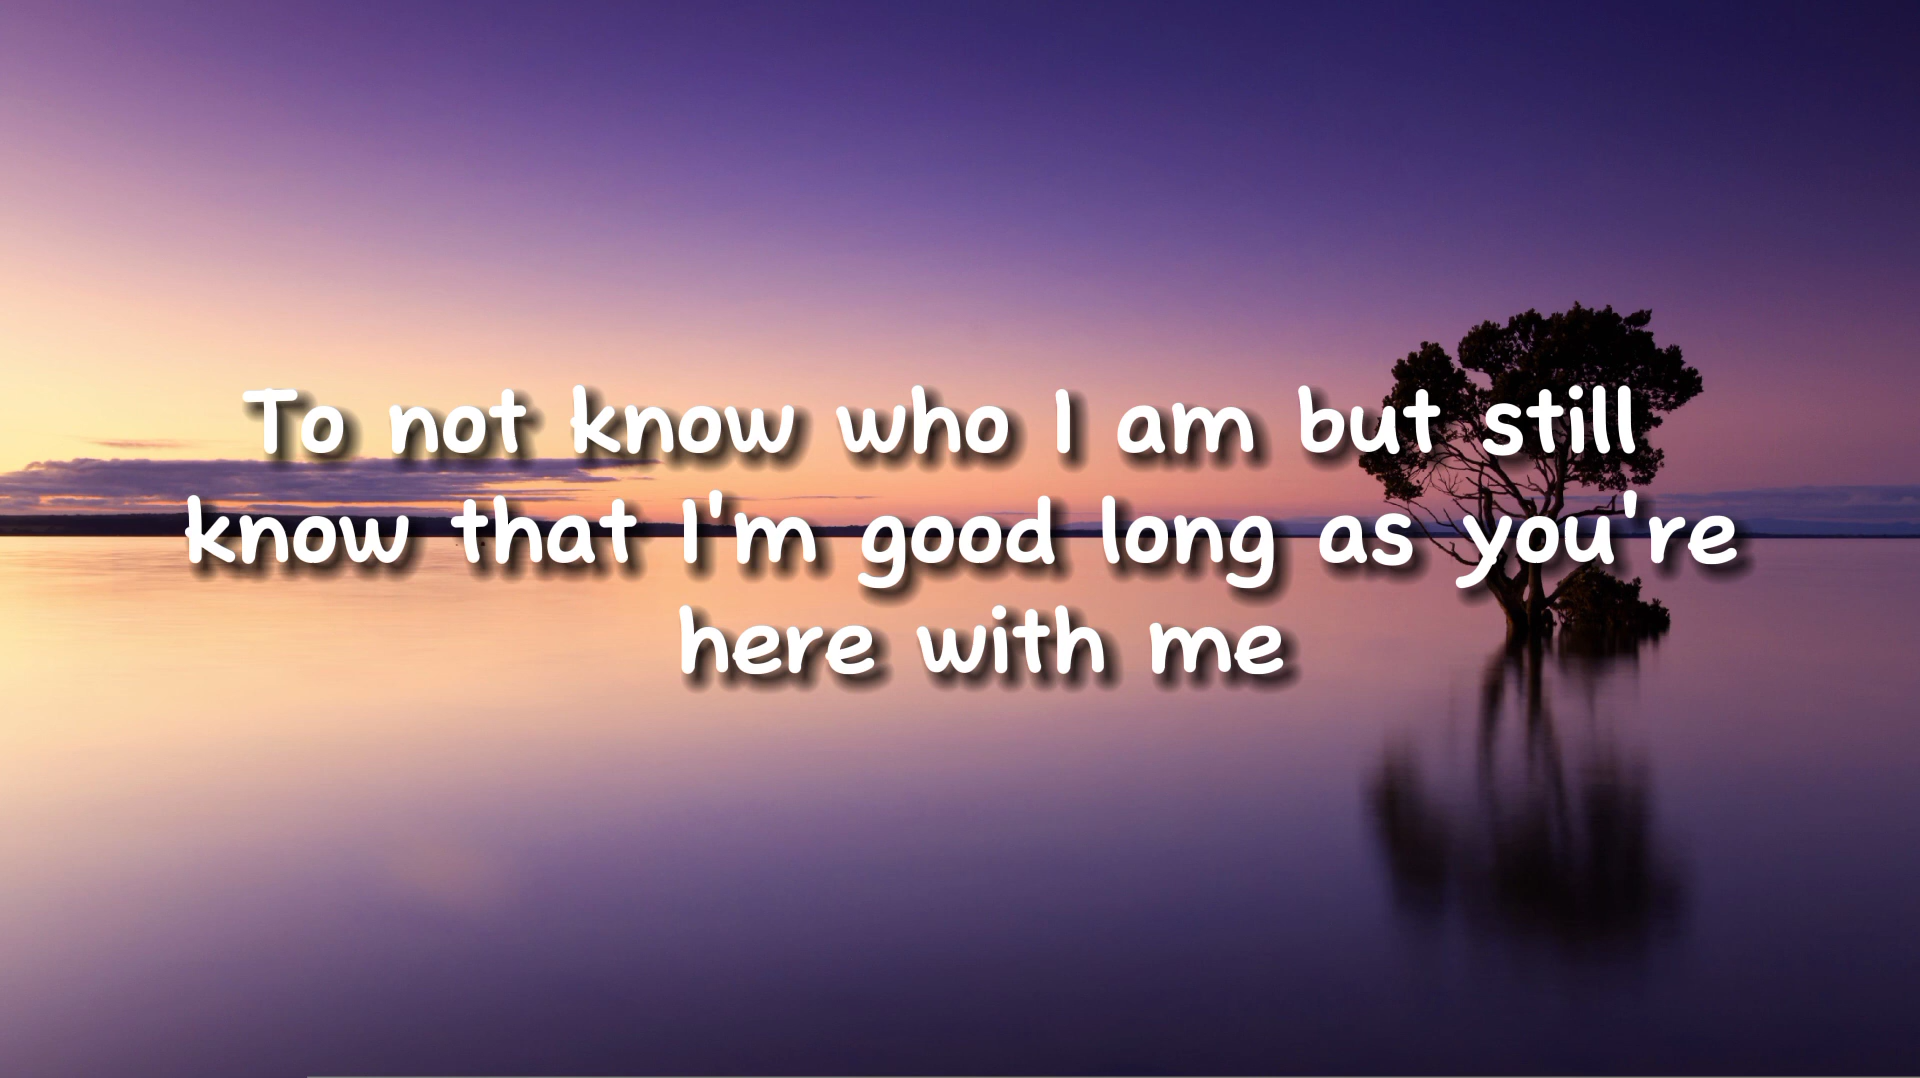 To not know who I am but still
know that I'm good long as you're
here with me